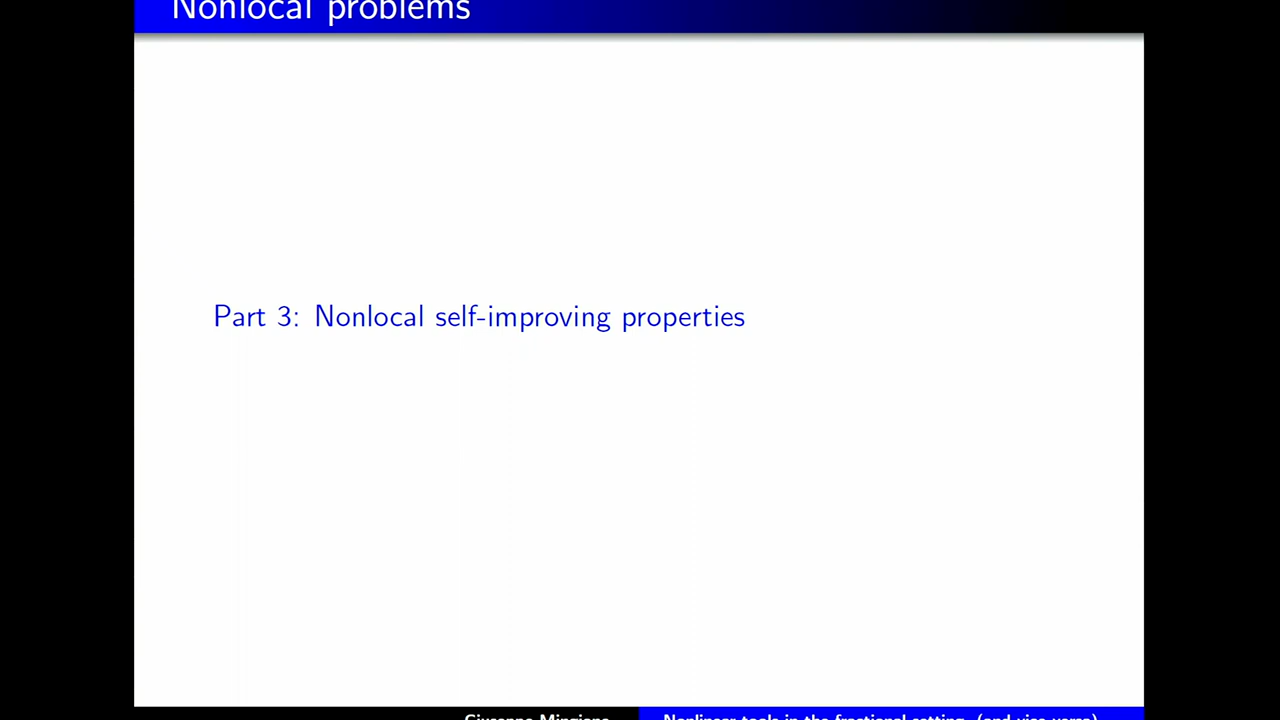 Nonlocal problems
Part 3: Nonlocal self-improving properties
Giuseppe Mingione
Nonlinear tools in the fractional setting (and vice versa)